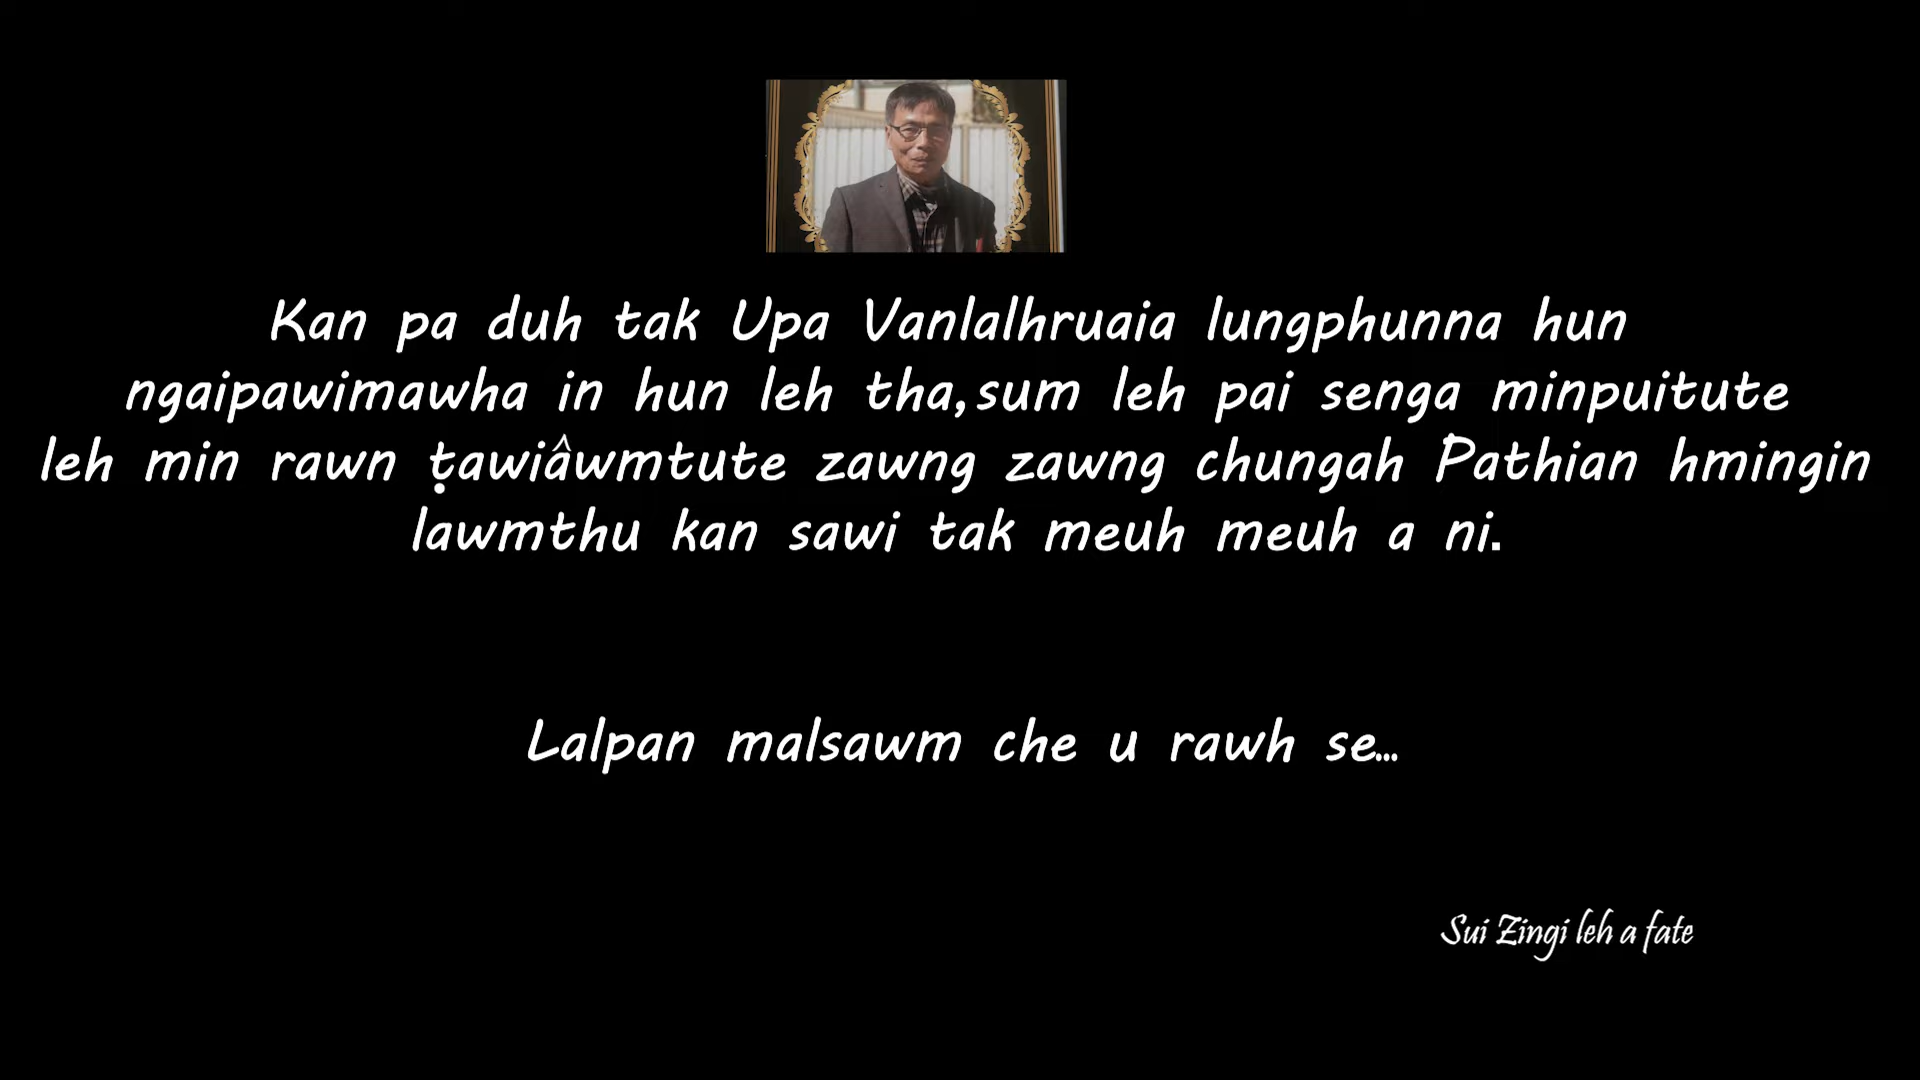 Kan pa duh tak Upa Vanlalhruaia lungphunna hun
ngaipawimawha in hun leh tha,sum leh pai senga minpuitute
leh min rawn ṭawiâwmtute zawng zawng chungah Pathian hmingin
lawmthu kan sawi tak meuh meuh a ni.
Lalpan malsawm che u rawh se...
Sui Zingi leh a fate